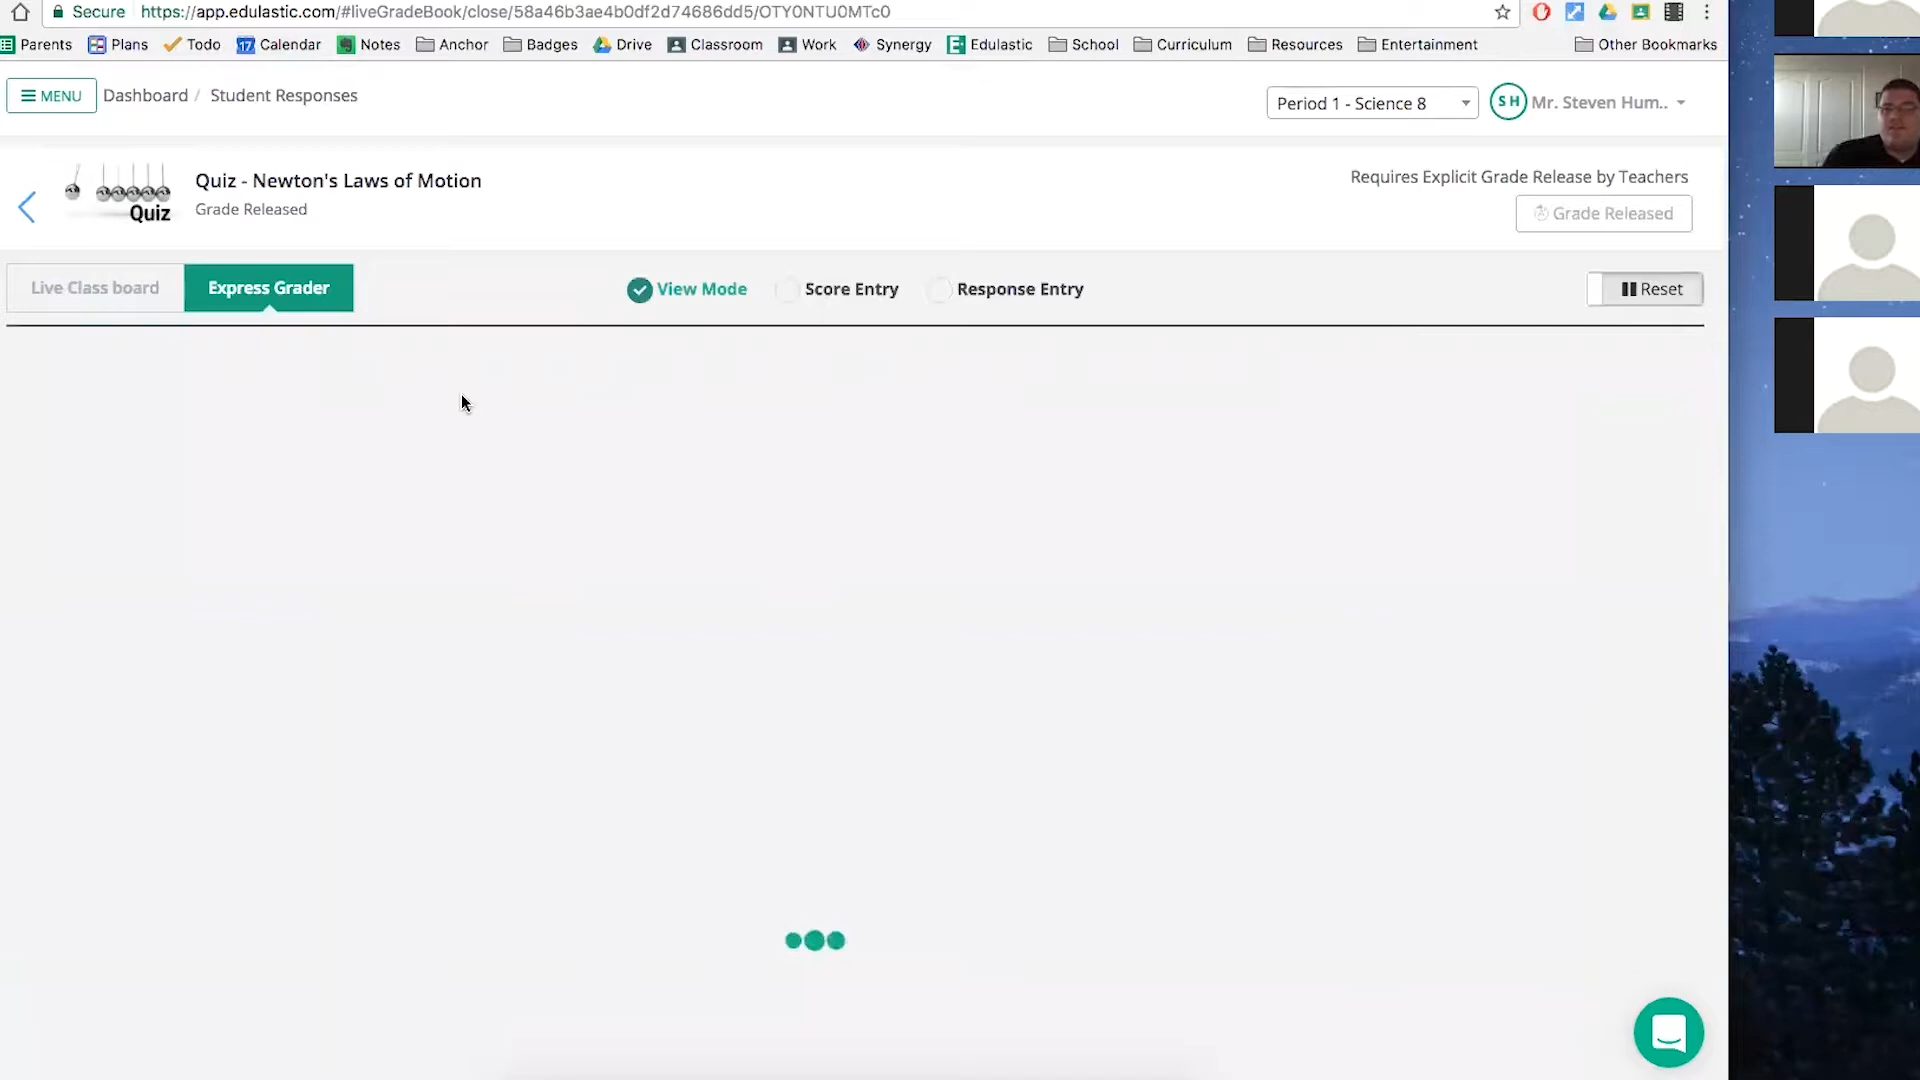 Secure https://app.edulastic.com/#liveGradeBook/close/58a46b3ae4b0df2d74686dd5/OTY0NTU0MTc0
Parents Plans Todo 17 Calendar Notes Anchor Badges Drive Classroom Work Synergy E Edulastic School Curriculum Resources Entertainment Other Bookmarks
MENU Dashboard / Student Responses
Period 1 - Science 8 SH Mr. Steven Hum..
Quiz
Quiz - Newton's Laws of Motion
Grade Released
Requires Explicit Grade Release by Teachers
Grade Released
Live Class board Express Grader View Mode Score Entry Response Entry Reset